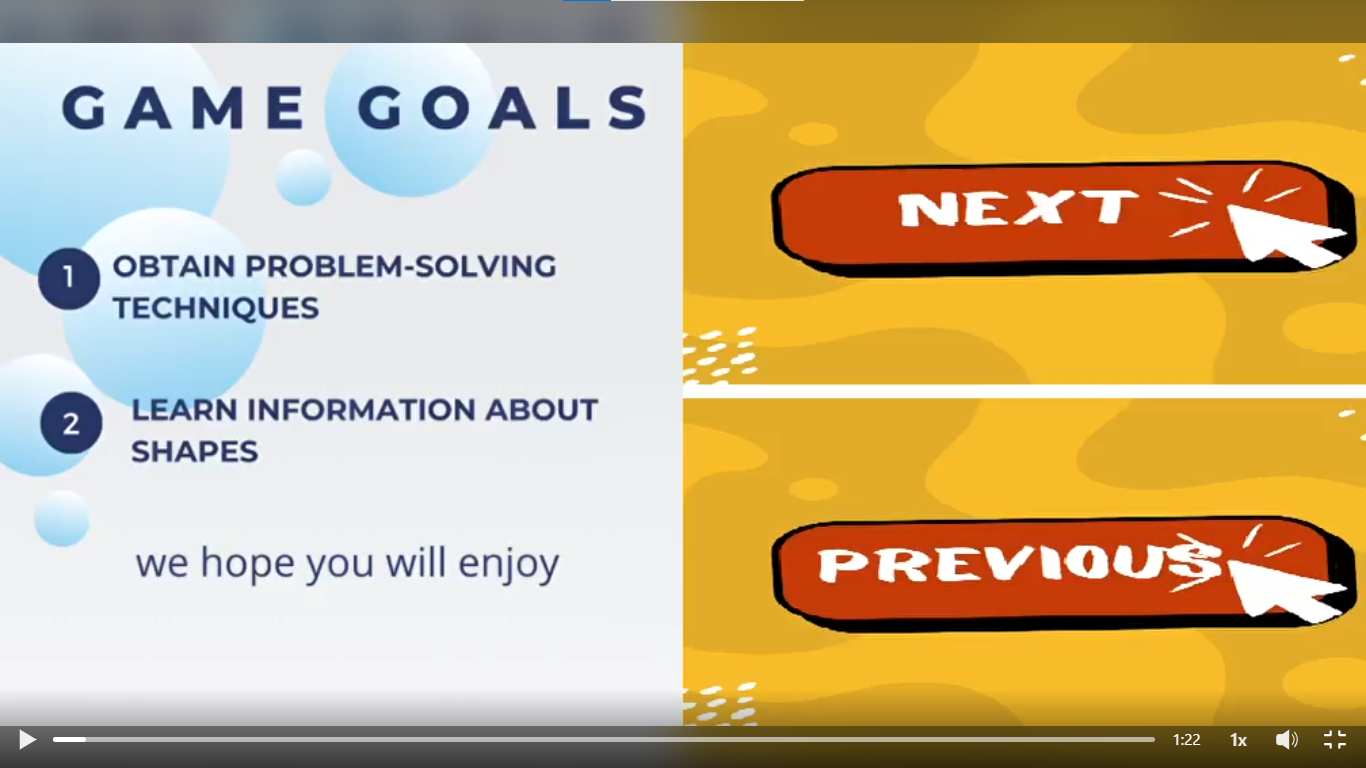 GAME GOALS
1
OBTAIN PROBLEM-SOLVING
TECHNIQUES
2
LEARN INFORMATION ABOUT
SHAPES
we hope you will enjoy
NEXT
PREVIOUS
1:22
1x